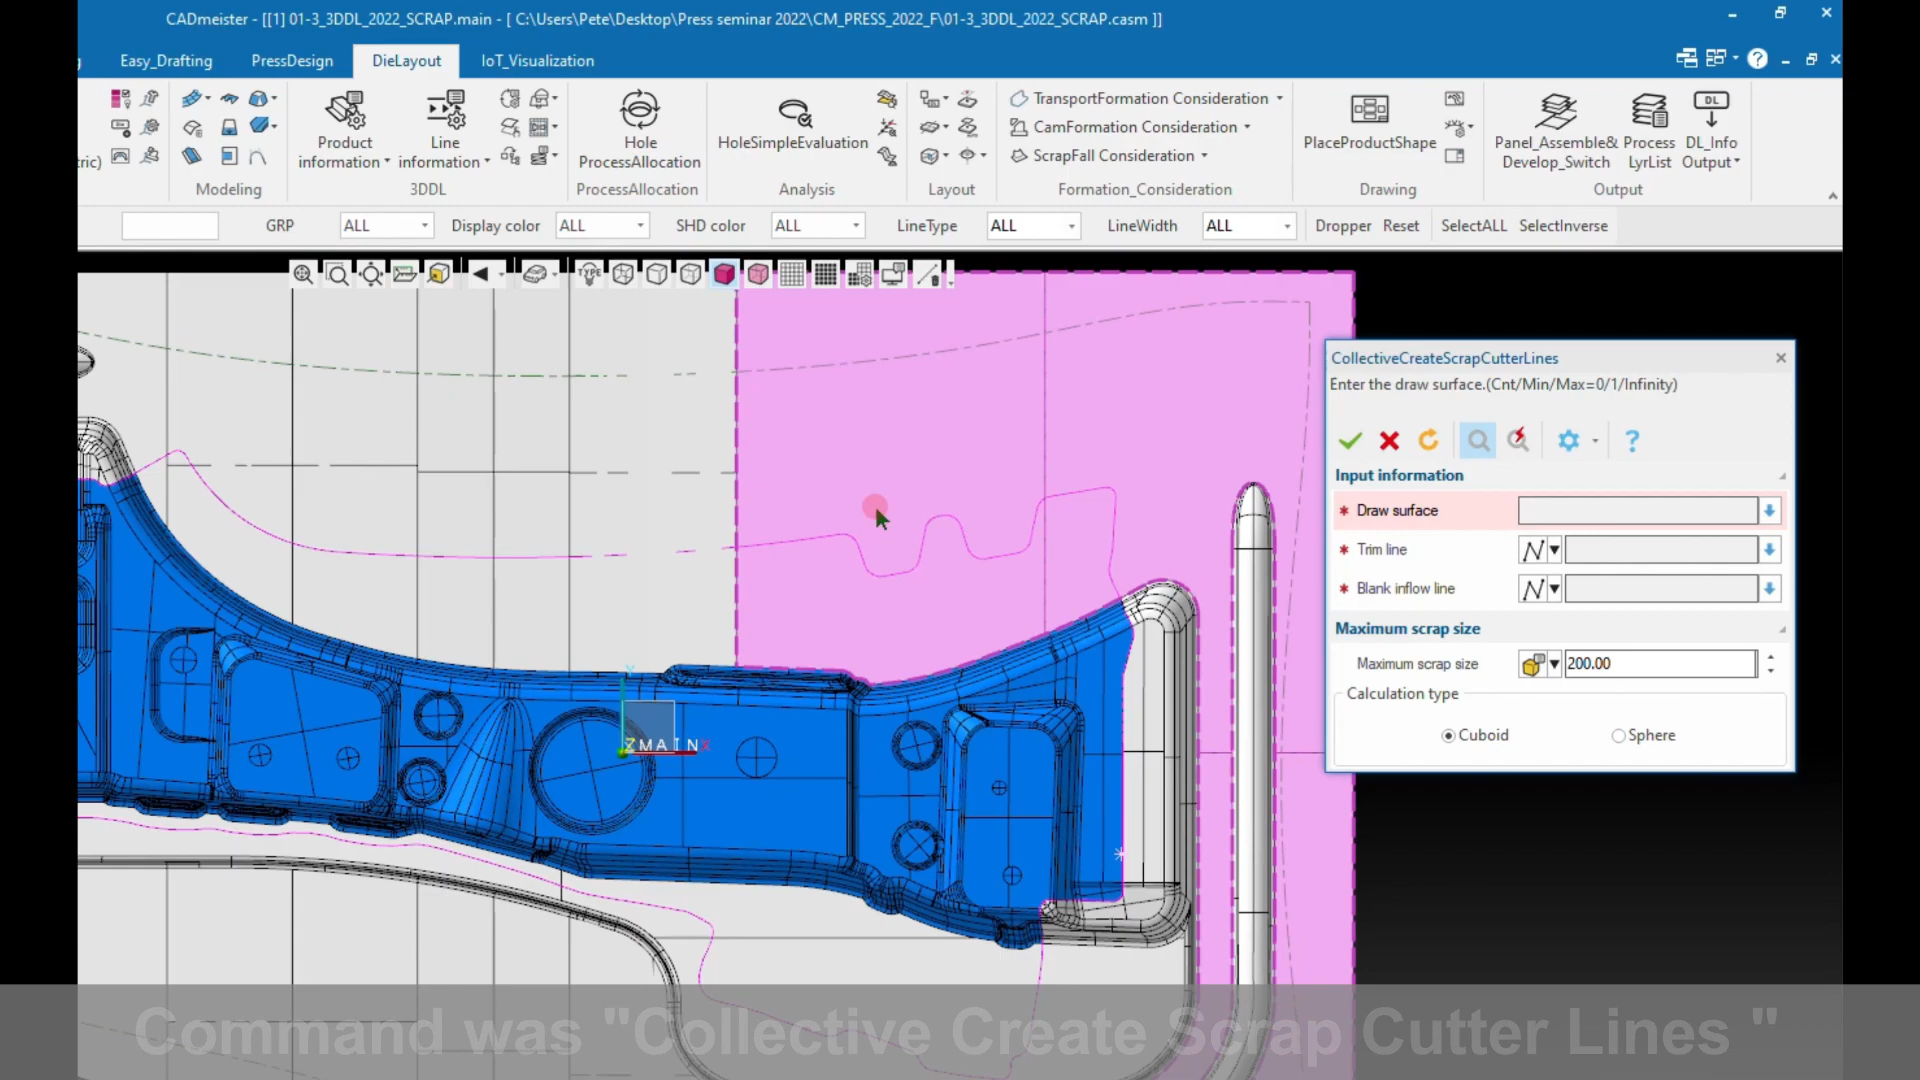 CADmeister - [[1] 01-3_3DDL_2022_SCRAP.main - [ C:\Users\Pete\Desktop\Press seminar 2022\CM_PRESS_2022_F\01-3_3DDL_2022_SCRAP.casm ]]
Easy_Drafting PressDesign DieLayout IoT_Visualization
TransportFormation Consideration
CamFormation Consideration
ScrapFall Consideration
Product information
Line information
Hole ProcessAllocation
HoleSimpleEvaluation
PlaceProductShape
Panel_Assemble& Develop_Switch
Process LyrList
DL
DL_Info Output
ric)
Modeling 3DDL ProcessAllocation Analysis Layout Formation_Consideration Drawing Output
GRP ALL Display color ALL SHD color ALL LineType ALL LineWidth ALL Dropper Reset SelectALL SelectInverse
TYPE
CollectiveCreateScrapCutterLines
Enter the draw surface.(Cnt/Min/Max=0/1/Infinity)
Input information
* Draw surface
* Trim line
* Blank inflow line
Maximum scrap size
Maximum scrap size 200.00
Calculation type
Cuboid Sphere
Y
Z M A I N X
Command was "Collective Create Scrap Cutter Lines "